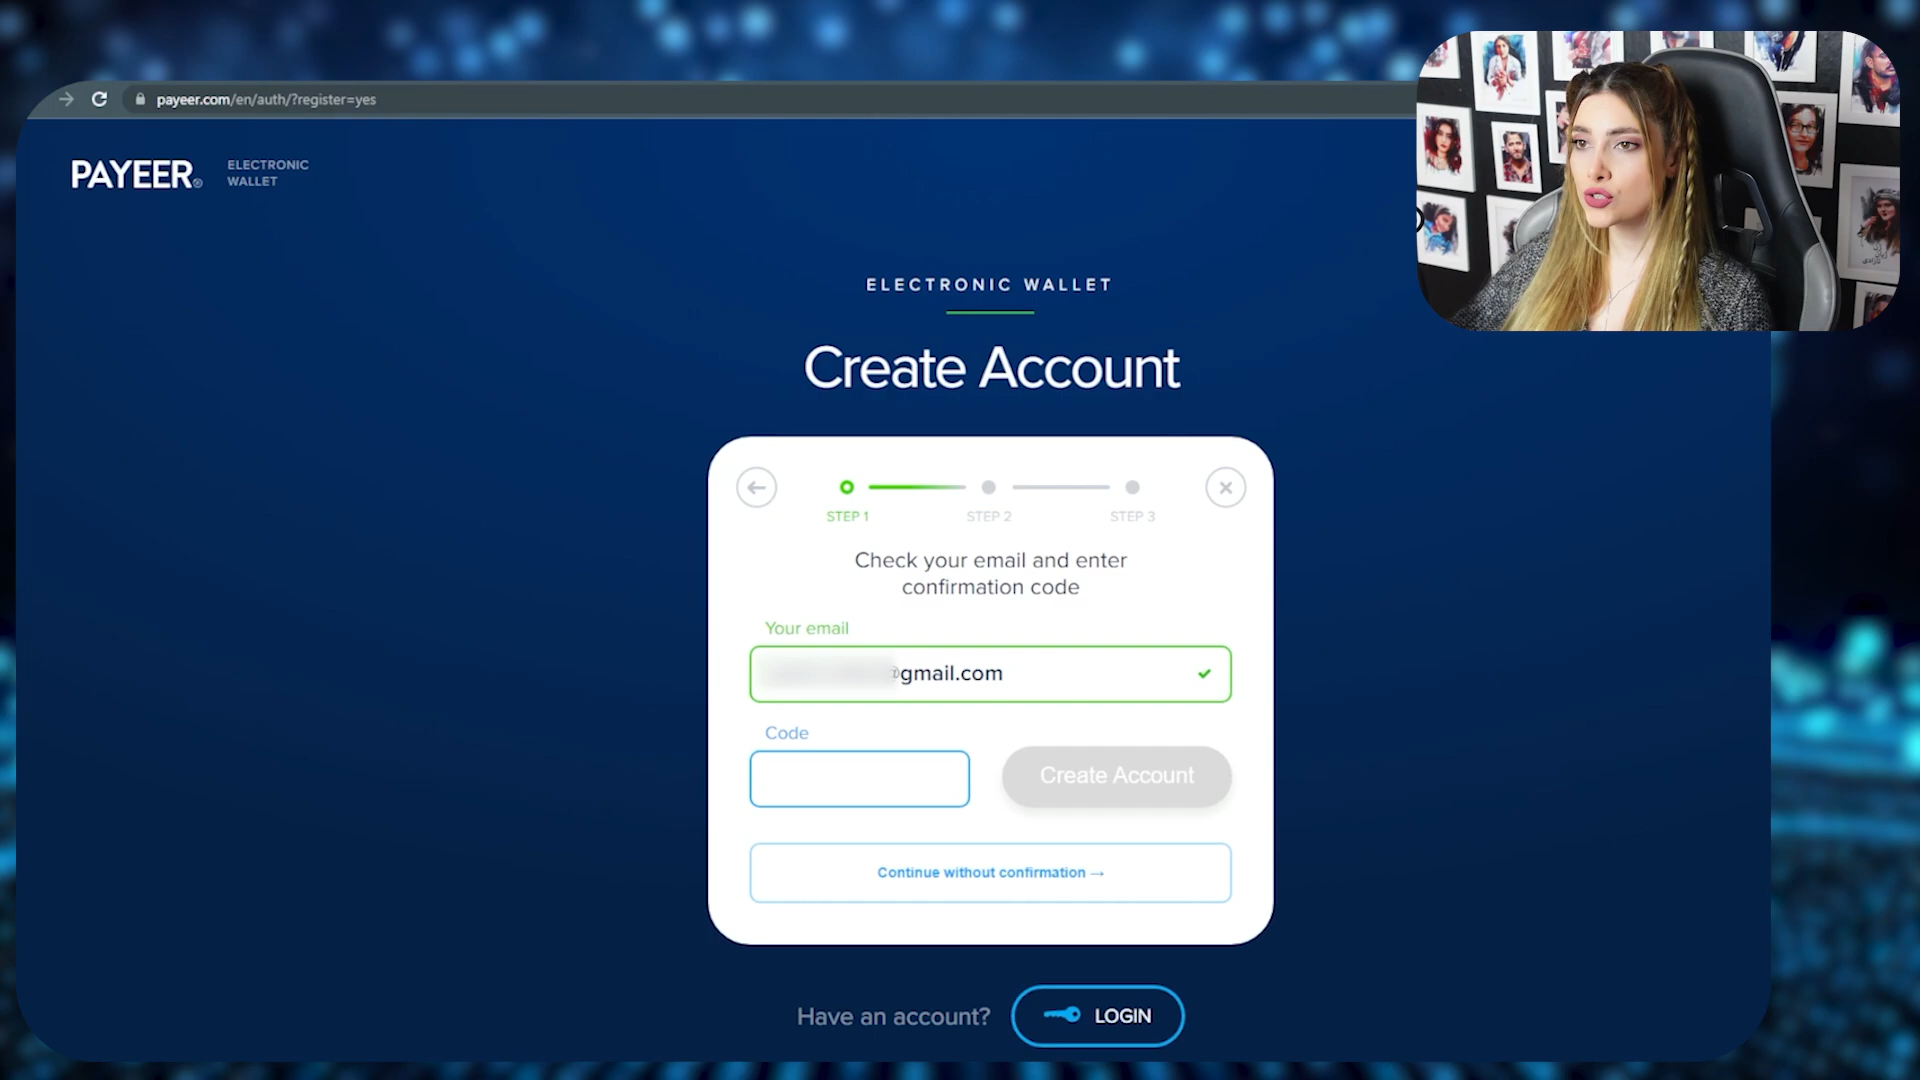 payeer.com/en/auth/?register=yes
PAYEER®
ELECTRONIC
WALLET
ELECTRONIC WALLET
Create Account
STEP 1
STEP 2
STEP 3
Check your email and enter
confirmation code
Your email
@gmail.com
Code
Create Account
Continue without confirmation →
Have an account?
LOGIN